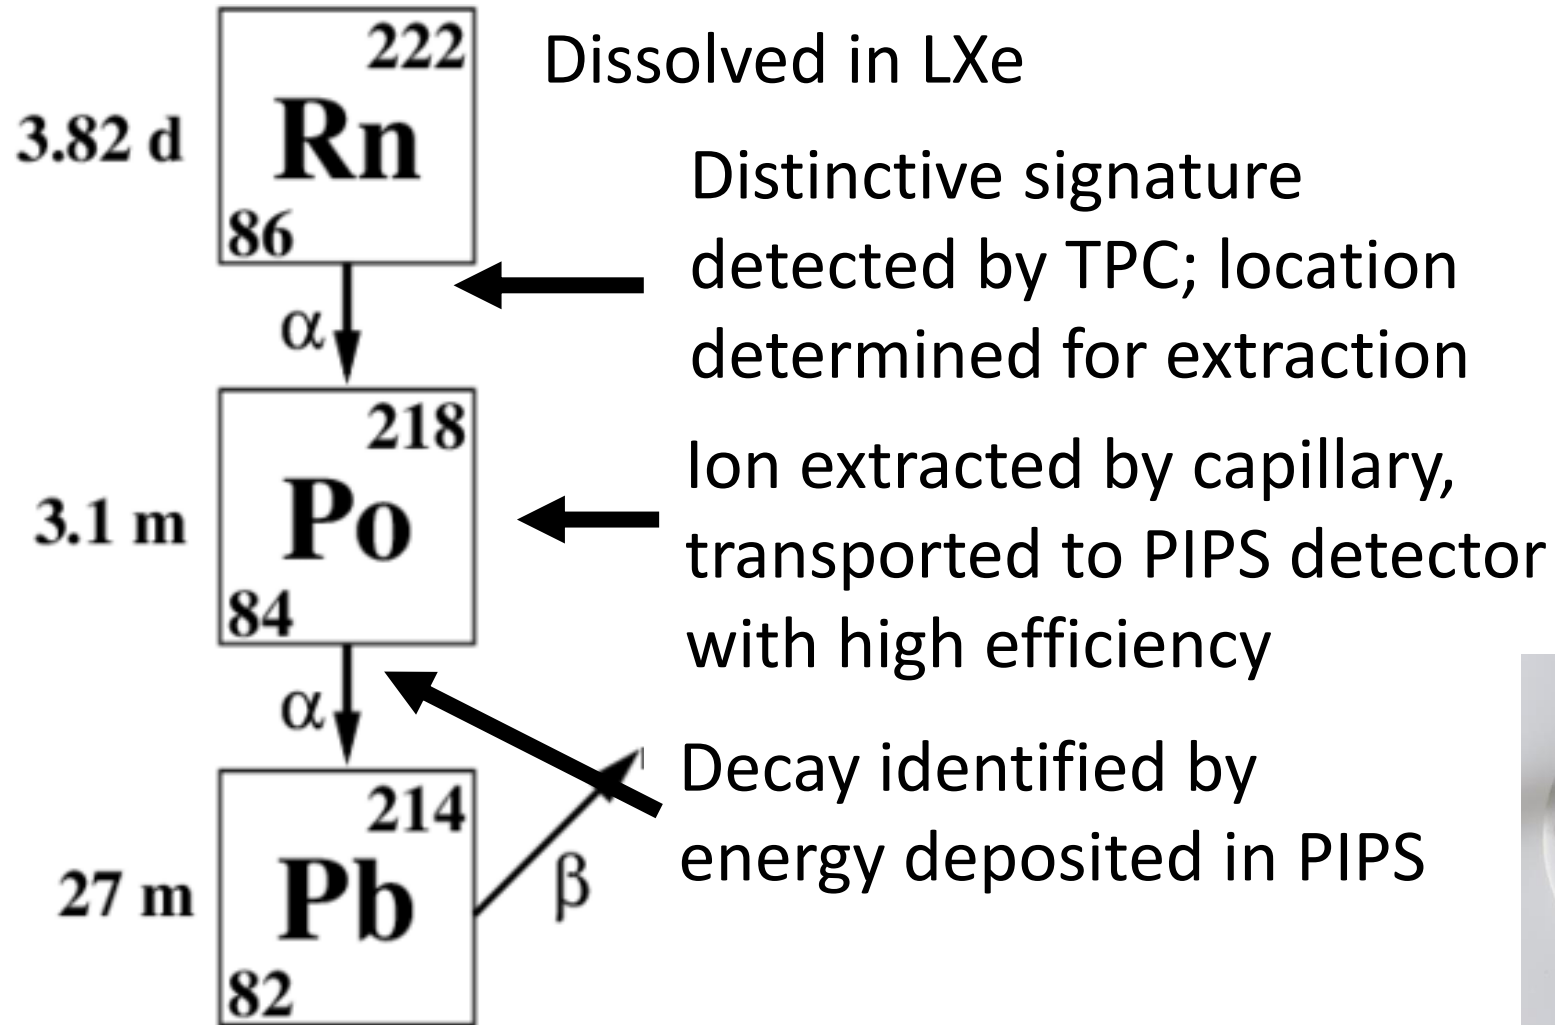 222
Rn
86
3.82 d
Dissolved in LXe
α
Distinctive signature
detected by TPC; location
determined for extraction
218
Po
84
3.1 m
Ion extracted by capillary,
transported to PIPS detector
with high efficiency
α
Decay identified by
energy deposited in PIPS
214
Pb
82
27 m
β